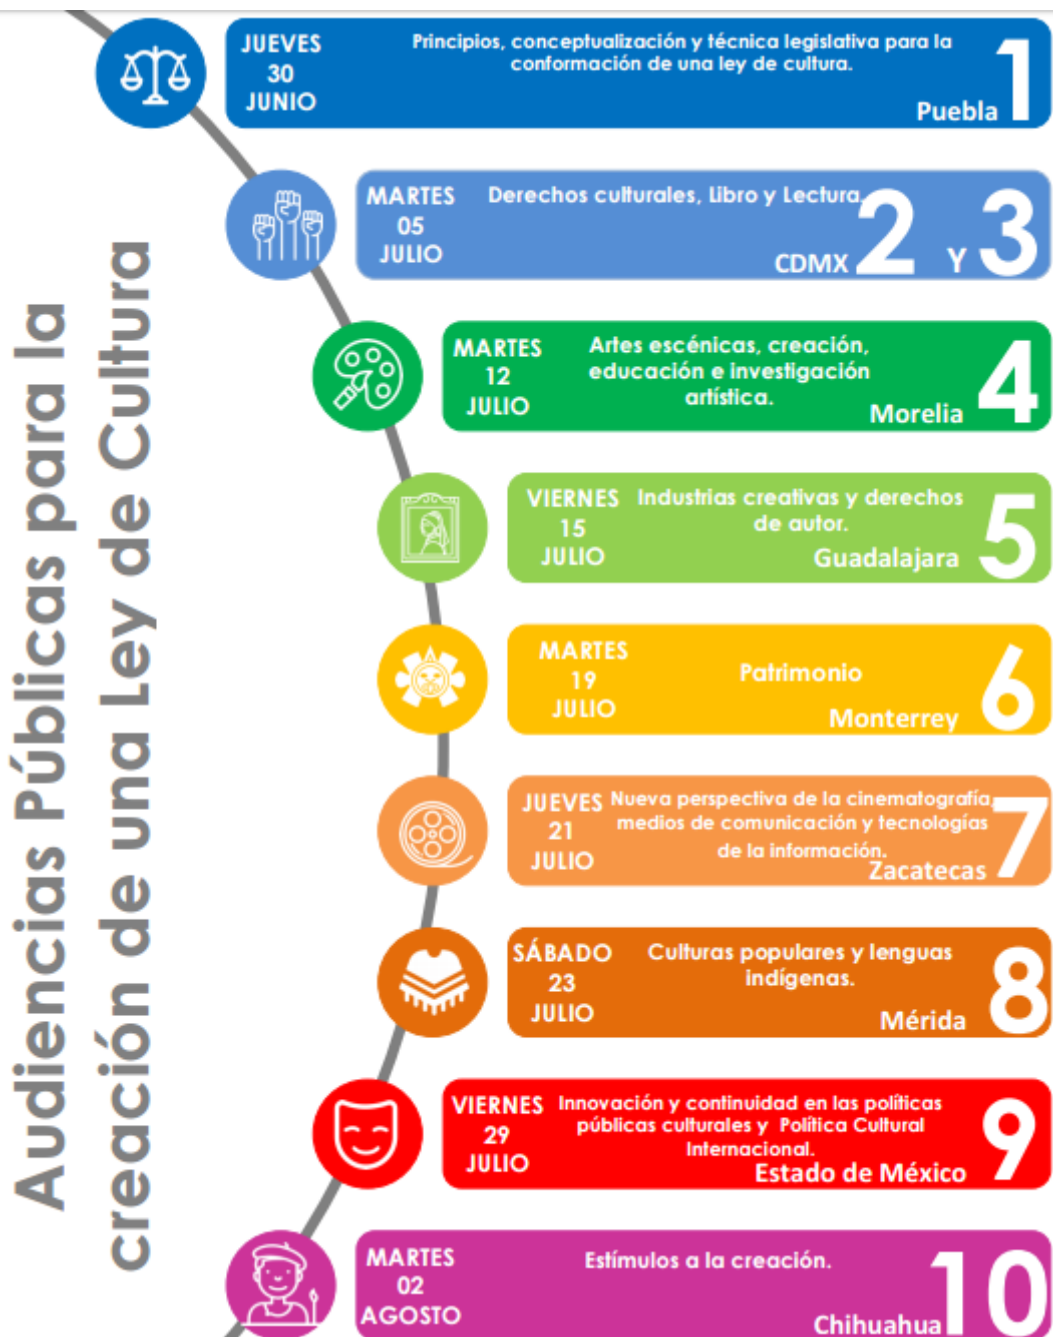 Audiencias Públicas para la
creación de una Ley de Cultura
JUEVES
30
JUNIO
Principios, conceptualización y técnica legislativa para la
conformación de una ley de cultura.
Puebla
1
MARTES
05
JULIO
Derechos culturales, Libro y Lectura.
CDMX
2 Y 3
MARTES
12
JULIO
Artes escénicas, creación,
educación e investigación
artística.
Morelia
4
VIERNES
15
JULIO
Industrias creativas y derechos
de autor.
Guadalajara
5
MARTES
19
JULIO
Patrimonio
Monterrey
6
JUEVES
21
JULIO
Nueva perspectiva de la cinematografía,
medios de comunicación y tecnologías
de la información.
Zacatecas
7
SÁBADO
23
JULIO
Culturas populares y lenguas
indígenas.
Mérida
8
VIERNES
29
JULIO
Innovación y continuidad en las políticas
públicas culturales y Política Cultural
Internacional.
Estado de México
9
MARTES
02
AGOSTO
Estímulos a la creación.
Chihuahua
10